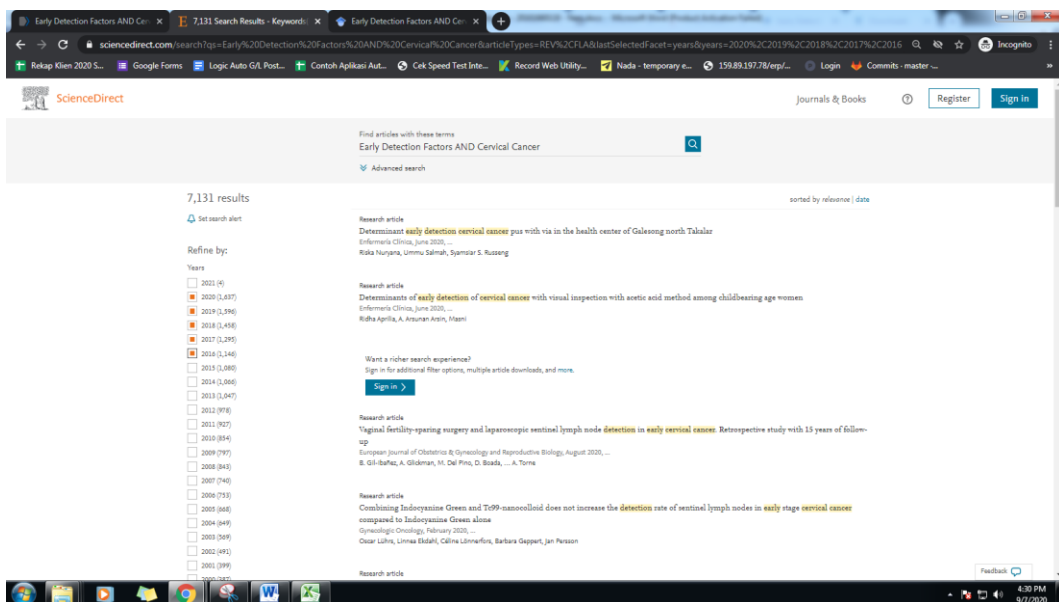 Early Detection Factors AND Cer
7,131 Search Results - Keywords
Early Detection Factors AND Cer
sciencedirect.com/search?qs=Early%20Detection%20Factors%20AND%20Cervical%20Cancer&articleTypes=REV%2CFLA&lastSelectedFacet=years&years=2020%2C2019%2C2018%2C2017%2C2016
Incognito
Rekap Klien 2020 S...
Google Forms
Logic Auto G/L Post...
Contoh Aplikasi Aut...
Cek Speed Test Inte...
Record Web Utility...
Nada - temporary e...
159.89.197.78/erp/...
Login
Commits · master ·...
»
ScienceDirect
Journals & Books
Register
Sign in
Find articles with these terms
Early Detection Factors AND Cervical Cancer
Advanced search
7,131 results
sorted by relevance | date
Set search alert
Refine by:
Years
2021 (4)
2020 (1,637)
2019 (1,596)
2018 (1,458)
2017 (1,295)
2016 (1,146)
2015 (1,080)
2014 (1,066)
2013 (1,047)
2012 (978)
2011 (927)
2010 (854)
2009 (797)
2008 (843)
2007 (740)
2006 (753)
2005 (668)
2004 (649)
2003 (569)
2002 (491)
2001 (399)
2000 (387)
Research article
Determinant early detection cervical cancer pus with via in the health center of Galesong north Takalar
Enfermería Clínica, June 2020, ...
Riska Nuryana, Ummu Salmah, Syamsiar S. Russeng
Research article
Determinants of early detection of cervical cancer with visual inspection with acetic acid method among childbearing age women
Enfermería Clínica, June 2020, ...
Ridha Aprilia, A. Arsunan Arsin, Masni
Want a richer search experience?
Sign in for additional filter options, multiple article downloads, and more.
Sign in
Research article
Vaginal fertility-sparing surgery and laparoscopic sentinel lymph node detection in early cervical cancer. Retrospective study with 15 years of follow-
up
European Journal of Obstetrics & Gynecology and Reproductive Biology, August 2020, ...
B. Gil-Ibañez, A. Glickman, M. Del Pino, D. Boada, ... A. Torne
Research article
Combining Indocyanine Green and Tc99-nanocolloid does not increase the detection rate of sentinel lymph nodes in early stage cervical cancer
compared to Indocyanine Green alone
Gynecologic Oncology, February 2020, ...
Oscar Lührs, Linnea Ekdahl, Céline Lönnerfors, Barbara Geppert, Jan Persson
Research article
Feedback
4:30 PM
9/7/2020